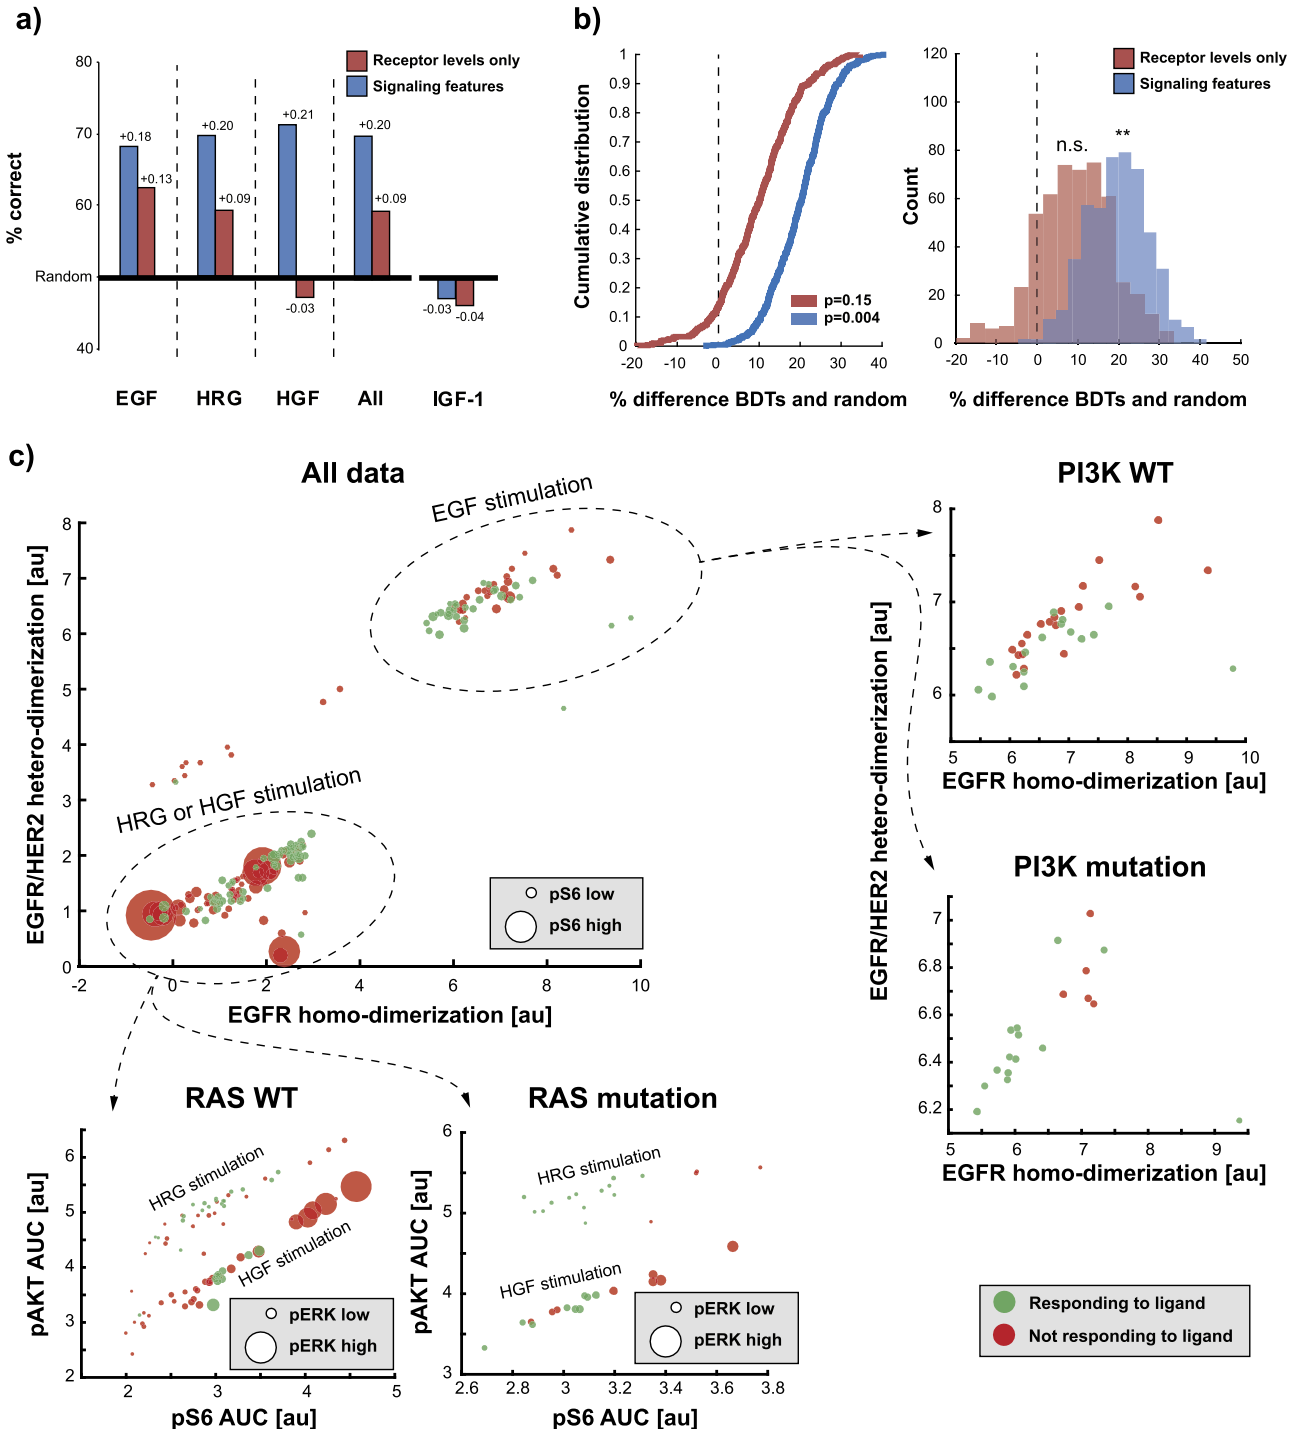 a)
Receptor levels only
Signaling features
% correct
80
70
60
Random
40
+0.18
+0.13
+0.20
+0.09
+0.21
-0.03
+0.20
+0.09
-0.03
-0.04
EGF
HRG
HGF
All
IGF-1
b)
Cumulative distribution
1
0.9
0.8
0.7
0.6
0.5
0.4
0.3
0.2
0.1
0
p=0.15
p=0.004
-20
-10
0
10
20
30
40
% difference BDTs and random
Receptor levels only
Signaling features
n.s.
**
Count
120
100
80
60
40
20
0
-20
-10
0
10
20
30
40
50
% difference BDTs and random
c)
All data
EGF stimulation
HRG or HGF stimulation
EGFR/HER2 hetero-dimerization [au]
8
7
6
5
4
3
2
1
0
-2
0
2
4
6
8
10
EGFR homo-dimerization [au]
pS6 low
pS6 high
PI3K WT
EGFR/HER2 hetero-dimerization [au]
8
7
6
5
6
7
8
9
10
EGFR homo-dimerization [au]
PI3K mutation
7
6.8
6.6
6.4
6.2
5
6
7
8
9
EGFR homo-dimerization [au]
RAS WT
HRG stimulation
HGF stimulation
pAKT AUC [au]
6
5
4
3
2
2
3
4
5
pS6 AUC [au]
pERK low
pERK high
RAS mutation
HRG stimulation
HGF stimulation
pAKT AUC [au]
6
5
4
3
2.6
2.8
3
3.2
3.4
3.6
3.8
pS6 AUC [au]
pERK low
pERK high
Responding to ligand
Not responding to ligand